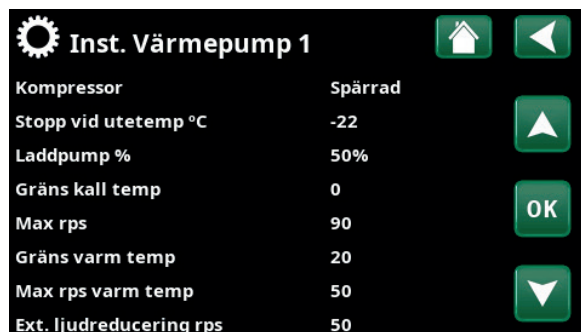 Inst. Värmepump 1
Kompressor Spärrad
Stopp vid utetemp ºC -22
Laddpump % 50%
Gräns kall temp 0
OK
Max rps 90
Gräns varm temp 20
Max rps varm temp 50
Ext. ljudreducering rps 50